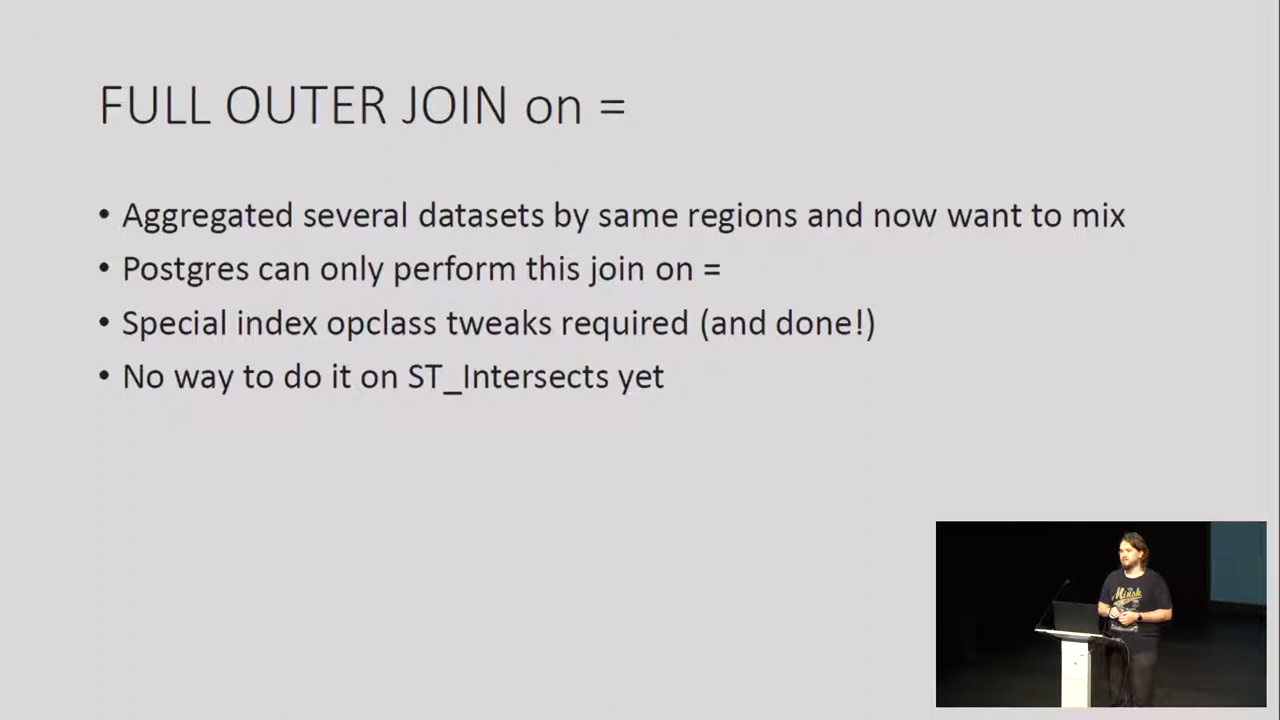 FULL OUTER JOIN on =
• Aggregated several datasets by same regions and now want to mix
• Postgres can only perform this join on =
• Special index opclass tweaks required (and done!)
• No way to do it on ST_Intersects yet
Minsk